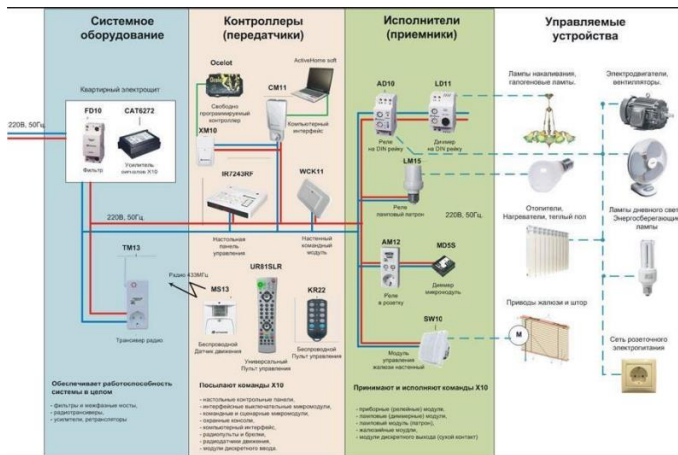 Системное
оборудование
Контроллеры
(передатчики)
Исполнители
(приемники)
Управляемые
устройства
Квартирный электрощит
FD10
CAT6272
Фильтр
Усилитель
сигналов X10
220В, 50Гц.
220В, 50Гц.
TM13
Трансивер радио
Радио 433МГц
Обеспечивает работоспособность
системы в целом
- фильтры и межфазные мосты,
- радиотрансиверы,
- усилители, ретрансляторы
Ocelot
ActiveHome soft
CM11
Свободно
программируемый
контроллер
Компьютерный
интерфейс
XM10
IR7243RF
WCK11
Настольная
панель
управления
Настенный
командный
модуль
UR81SLR
MS13
KR22
Беспроводной
Датчик движения
Универсальный
Пульт управления
Беспроводной
Пульт управления
Посылают команды X10
- настольные контрольные панели,
- интерфейсные выключательные микромодули,
- командные и сценарные микромодули,
- охранные консоли,
- компьютерный интерфейс,
- радиопульты и брелки,
- радиодатчики движения,
- модули дискретного ввода.
AD10
LD11
Реле
на DIN рейку
Диммер
на DIN рейку
LM15
Реле
ламповый патрон
220В, 50Гц.
AM12
MD5S
Реле
в розетку
Диммер
микромодуль
SW10
Модуль
управления
жалюзи настенный
Принимают и исполняют команды X10
- приборные (релейные) модули,
- ламповые (диммерные) модули,
- ламповый модуль (патрон),
- жалюзийные модули,
- модули дискретного выхода (сухой контакт)
Лампы накаливания,
галогеновые лампы.
Электродвигатели,
вентилляторы.
Отопители,
Нагреватели, теплый пол
Лампы дневного свет
Энергосберегающие
лампы
Приводы жалюзи и штор
M
Сеть розеточного
электропитания